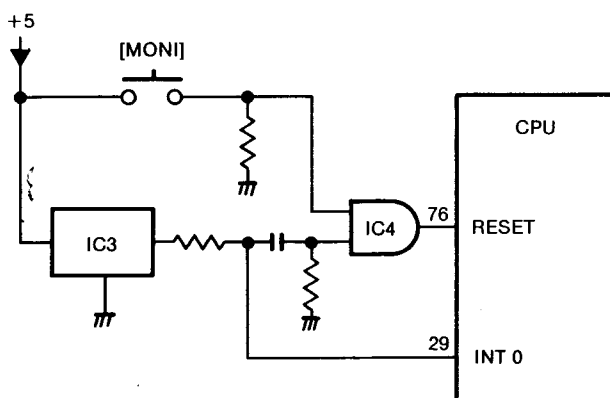 +5
[MONI]
CPU
IC3
IC4
76
RESET
29
INT 0